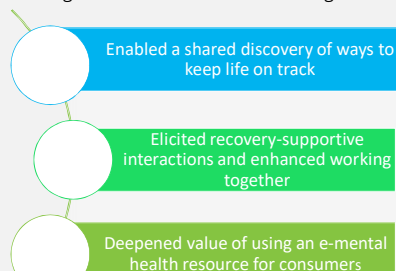 Enabled a shared discovery of ways to
keep life on track
Elicited recovery-supportive
interactions and enhanced working
together
Deepened value of using an e-mental
health resource for consumers